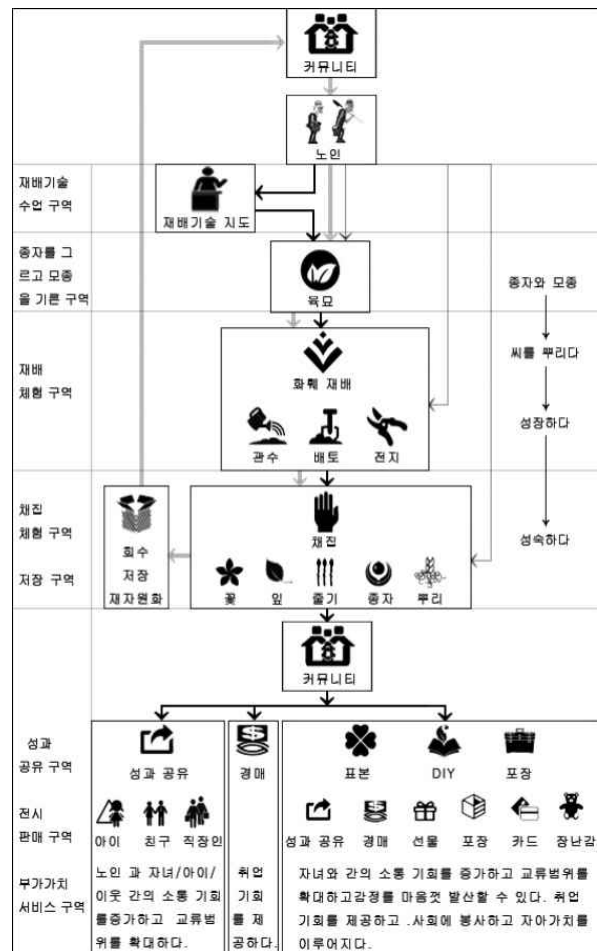 커뮤니티
노인
재배기술
수업 구역
재배기술 지도
종자를 그
르고 모종
을 기른 구역
육묘
종자와 모종
씨를 뿌리다
성장하다
성숙하다
재배
체험 구역
화훼 재배
관수 배토 전지
채집
체험 구역
저장 구역
회수
저장
재자원화
채집
꽃 잎 줄기 종자 뿌리
커뮤니티
성과
공유 구역
성과 공유 경매 표본 DIY 포장
전시
판매 구역
아이 친구 직장인
성과 공유 경매 선물 포장 카드 장난감
부가가치
서비스 구역
노인 과 자녀/아이/
이웃 간의 소통 기회
를증가하고 교류범
위를 확대하다.
취업
기회
를 제
공하다.
자녀와 간의 소통 기회를 증가하고 교류범위를
확대하고감정를 마음껏 발산할 수 있다. 취업
기회를 제공하고 .사회에 봉사하고 자아가치를
이루어지다.